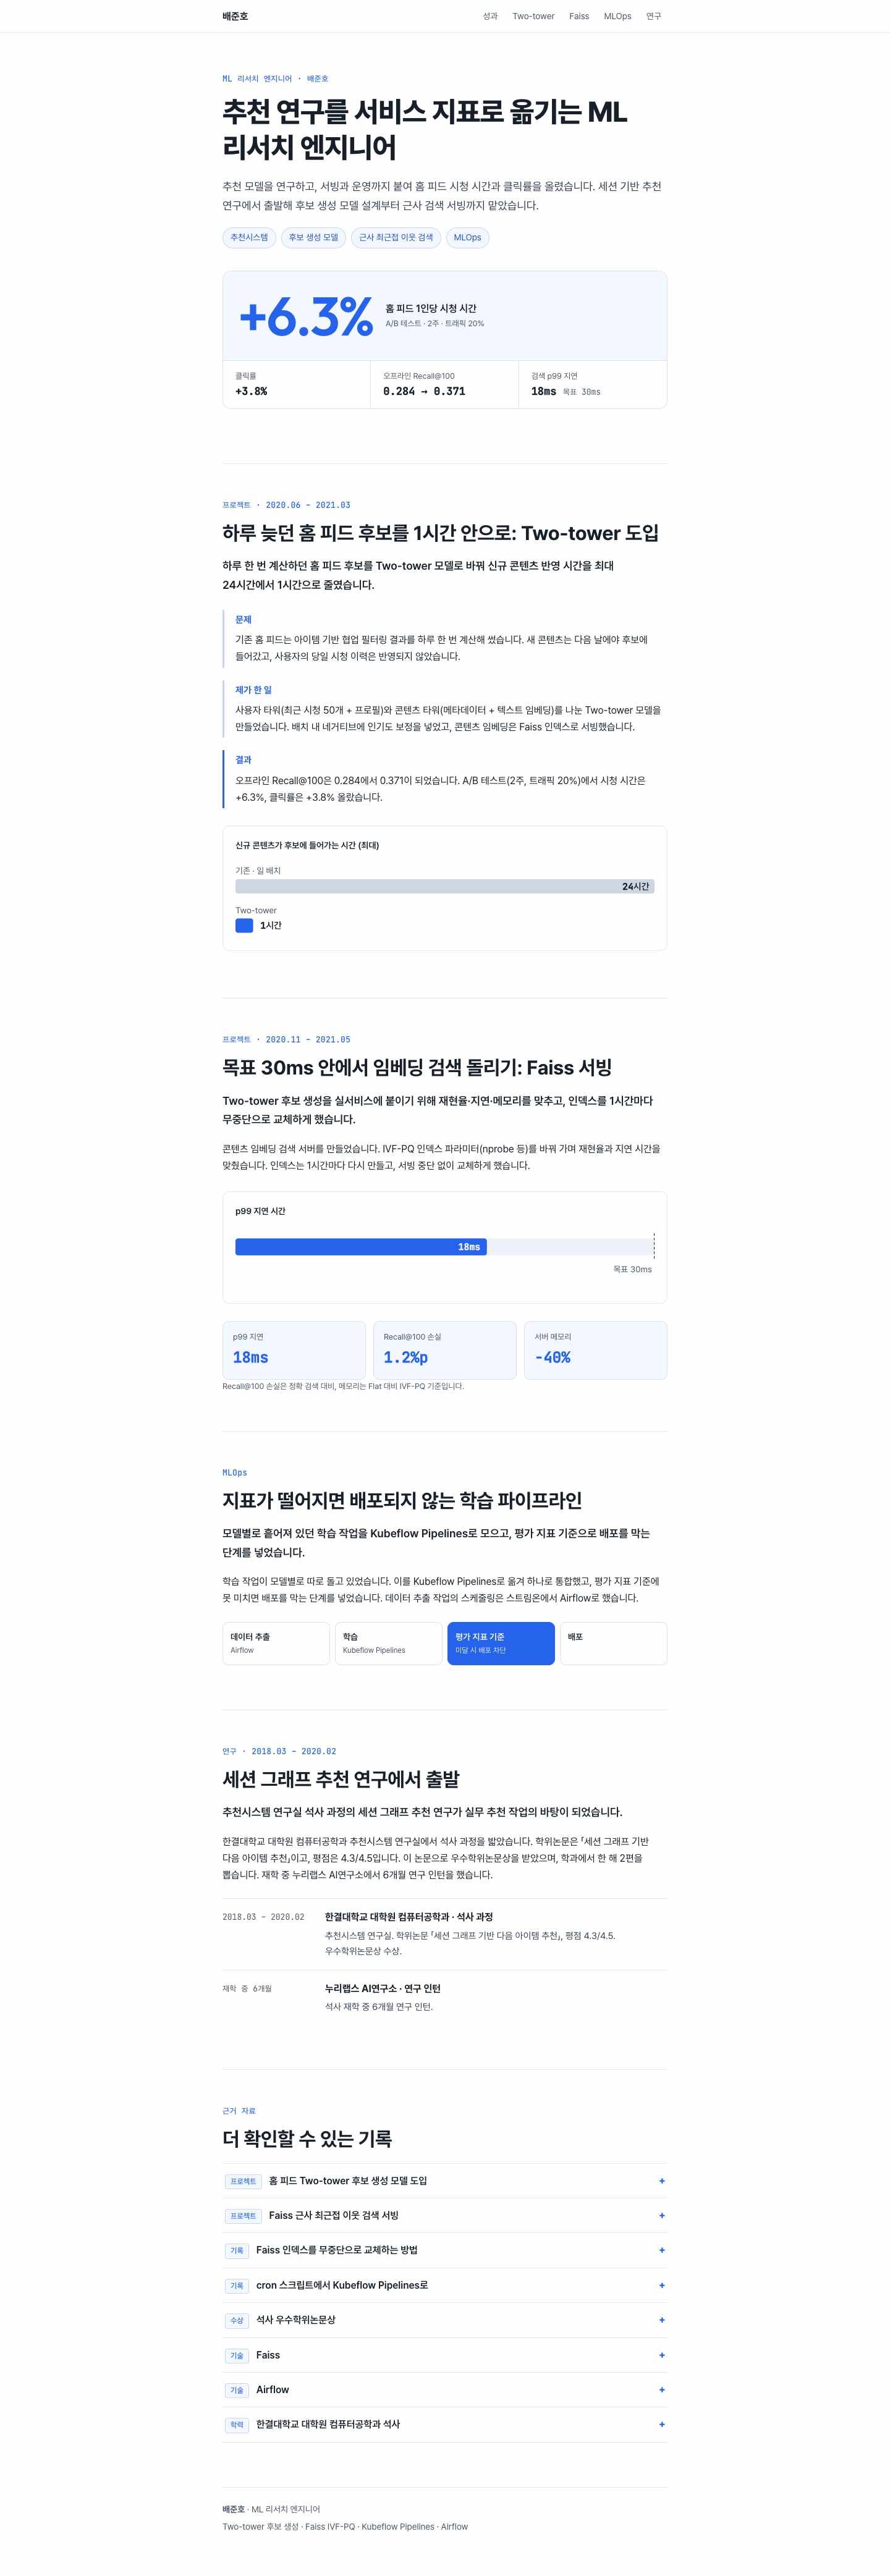 배준호
성과 Two-tower Faiss MLOps 연구
ML 리서치 엔지니어 · 배준호
추천 연구를 서비스 지표로 옮기는 ML
리서치 엔지니어
추천 모델을 연구하고, 서빙과 운영까지 붙여 홈 피드 시청 시간과 클릭률을 올렸습니다. 세션 기반 추천
연구에서 출발해 후보 생성 모델 설계부터 근사 검색 서빙까지 맡았습니다.
추천시스템 후보 생성 모델 근사 최근접 이웃 검색 MLOps
+6.3%
홈 피드 1인당 시청 시간
A/B 테스트 · 2주 · 트래픽 20%
클릭률
+3.8%
오프라인 Recall@100
0.284 → 0.371
검색 p99 지연
18ms 목표 30ms
프로젝트 · 2020.06 – 2021.03
하루 늦던 홈 피드 후보를 1시간 안으로: Two-tower 도입
하루 한 번 계산하던 홈 피드 후보를 Two-tower 모델로 바꿔 신규 콘텐츠 반영 시간을 최대
24시간에서 1시간으로 줄였습니다.
문제
기존 홈 피드는 아이템 기반 협업 필터링 결과를 하루 한 번 계산해 썼습니다. 새 콘텐츠는 다음 날에야 후보에
들어갔고, 사용자의 당일 시청 이력은 반영되지 않았습니다.
제가 한 일
사용자 타워(최근 시청 50개 + 프로필)와 콘텐츠 타워(메타데이터 + 텍스트 임베딩)를 나눈 Two-tower 모델을
만들었습니다. 배치 내 네거티브에 인기도 보정을 넣었고, 콘텐츠 임베딩은 Faiss 인덱스로 서빙했습니다.
결과
오프라인 Recall@100은 0.284에서 0.371이 되었습니다. A/B 테스트(2주, 트래픽 20%)에서 시청 시간은
+6.3%, 클릭률은 +3.8% 올랐습니다.
신규 콘텐츠가 후보에 들어가는 시간 (최대)
기존 · 일 배치
24시간
Two-tower
1시간
프로젝트 · 2020.11 – 2021.05
목표 30ms 안에서 임베딩 검색 돌리기: Faiss 서빙
Two-tower 후보 생성을 실서비스에 붙이기 위해 재현율·지연·메모리를 맞추고, 인덱스를 1시간마다
무중단으로 교체하게 했습니다.
콘텐츠 임베딩 검색 서버를 만들었습니다. IVF-PQ 인덱스 파라미터(nprobe 등)를 바꿔 가며 재현율과 지연 시간을
맞췄습니다. 인덱스는 1시간마다 다시 만들고, 서빙 중단 없이 교체하게 했습니다.
p99 지연 시간
18ms
목표 30ms
p99 지연
18ms
Recall@100 손실
1.2%p
서버 메모리
-40%
Recall@100 손실은 정확 검색 대비, 메모리는 Flat 대비 IVF-PQ 기준입니다.
MLOps
지표가 떨어지면 배포되지 않는 학습 파이프라인
모델별로 흩어져 있던 학습 작업을 Kubeflow Pipelines로 모으고, 평가 지표 기준으로 배포를 막는
단계를 넣었습니다.
학습 작업이 모델별로 따로 돌고 있었습니다. 이를 Kubeflow Pipelines로 옮겨 하나로 통합했고, 평가 지표 기준에
못 미치면 배포를 막는 단계를 넣었습니다. 데이터 추출 작업의 스케줄링은 스트림온에서 Airflow로 했습니다.
데이터 추출
Airflow
학습
Kubeflow Pipelines
평가 지표 기준
미달 시 배포 차단
배포
연구 · 2018.03 – 2020.02
세션 그래프 추천 연구에서 출발
추천시스템 연구실 석사 과정의 세션 그래프 추천 연구가 실무 추천 작업의 바탕이 되었습니다.
한결대학교 대학원 컴퓨터공학과 추천시스템 연구실에서 석사 과정을 밟았습니다. 학위논문은 「세션 그래프 기반
다음 아이템 추천」이고, 평점은 4.3/4.5입니다. 이 논문으로 우수학위논문상을 받았으며, 학과에서 한 해 2편을
뽑습니다. 재학 중 누리랩스 AI연구소에서 6개월 연구 인턴을 했습니다.
2018.03 – 2020.02
한결대학교 대학원 컴퓨터공학과 · 석사 과정
추천시스템 연구실. 학위논문 「세션 그래프 기반 다음 아이템 추천」, 평점 4.3/4.5.
우수학위논문상 수상.
재학 중 6개월
누리랩스 AI연구소 · 연구 인턴
석사 재학 중 6개월 연구 인턴.
근거 자료
더 확인할 수 있는 기록
프로젝트 홈 피드 Two-tower 후보 생성 모델 도입 +
프로젝트 Faiss 근사 최근접 이웃 검색 서빙 +
기록 Faiss 인덱스를 무중단으로 교체하는 방법 +
기록 cron 스크립트에서 Kubeflow Pipelines로 +
수상 석사 우수학위논문상 +
기술 Faiss +
기술 Airflow +
학력 한결대학교 대학원 컴퓨터공학과 석사 +
배준호 · ML 리서치 엔지니어
Two-tower 후보 생성 · Faiss IVF-PQ · Kubeflow Pipelines · Airflow